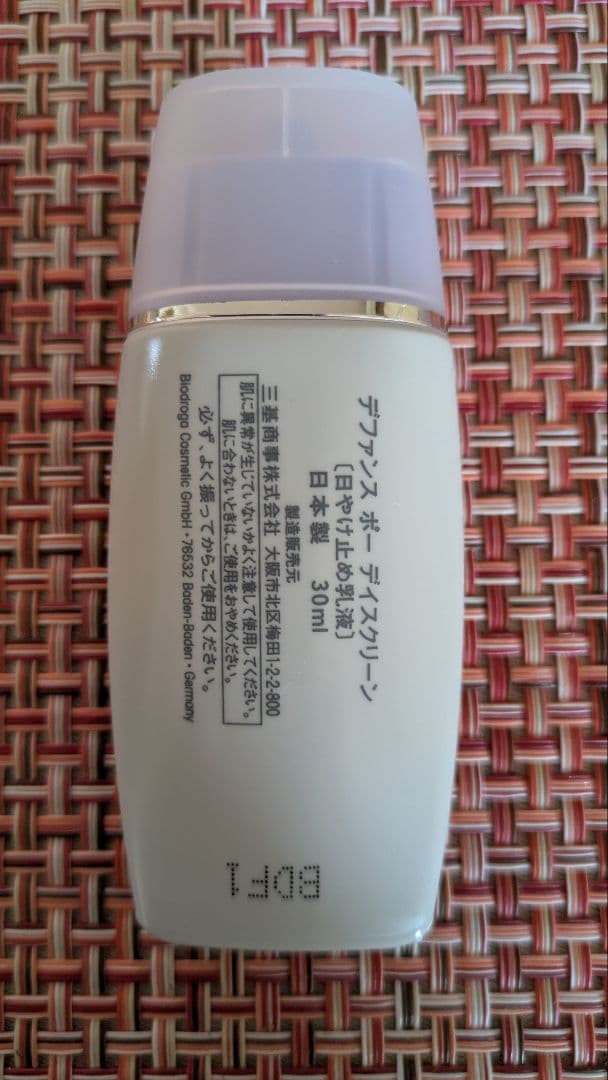 デファンス ポー デイスクリーン
〔日やけ止め乳液〕
日本製 30ml
製造販売元
三基商事株式会社 大阪市北区梅田1-2-2-800
肌に異常が生じていないかよく注意して使用してください。
肌に合わないときは、ご使用をおやめください。
必ず、よく振ってからご使用ください。
Biodroga Cosmetic GmbH・76532 Baden-Baden・Germany
BDF1